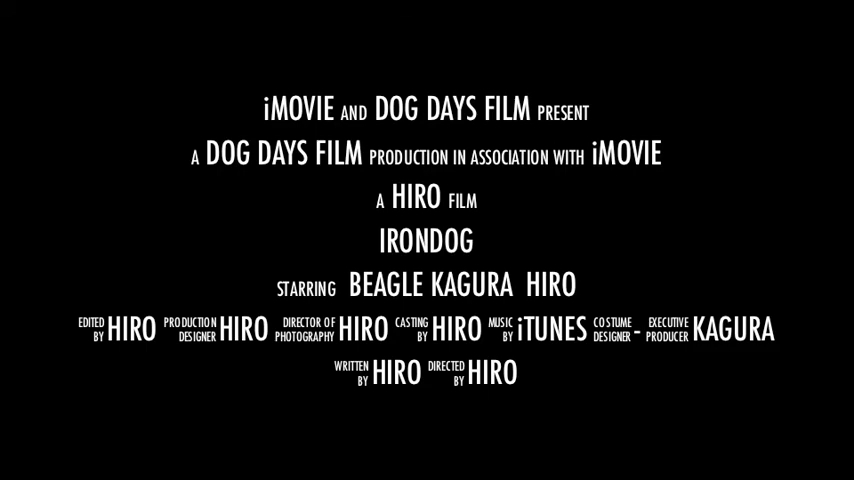 iMOVIE AND DOG DAYS FILM PRESENT
A DOG DAYS FILM PRODUCTION IN ASSOCIATION WITH iMOVIE
A HIRO FILM
IRONDOG
STARRING BEAGLE KAGURA HIRO
EDITED BY HIRO PRODUCTION DESIGNER HIRO DIRECTOR OF PHOTOGRAPHY HIRO CASTING BY HIRO MUSIC BY iTUNES COSTUME DESIGNER - EXECUTIVE PRODUCER KAGURA
WRITTEN BY HIRO DIRECTED BY HIRO